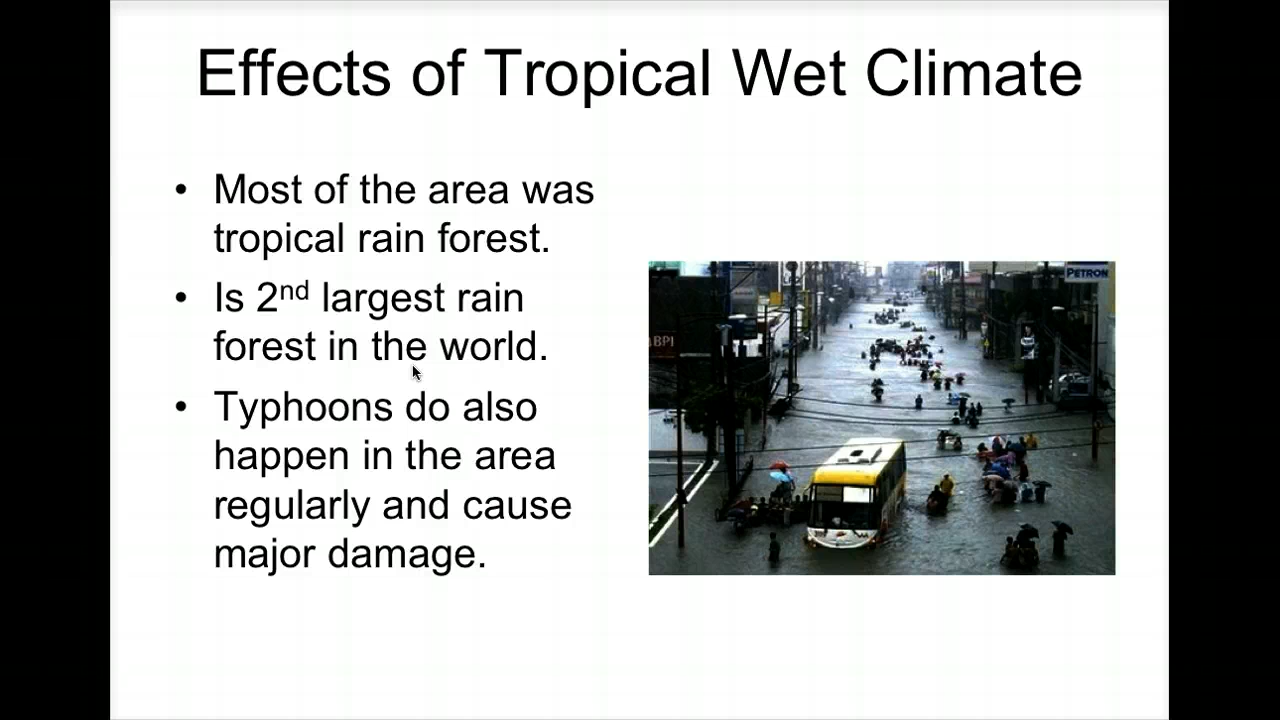 Effects of Tropical Wet Climate
• Most of the area was
tropical rain forest.
• Is 2nd largest rain
forest in the world.
• Typhoons do also
happen in the area
regularly and cause
major damage.
PETRON
BPI